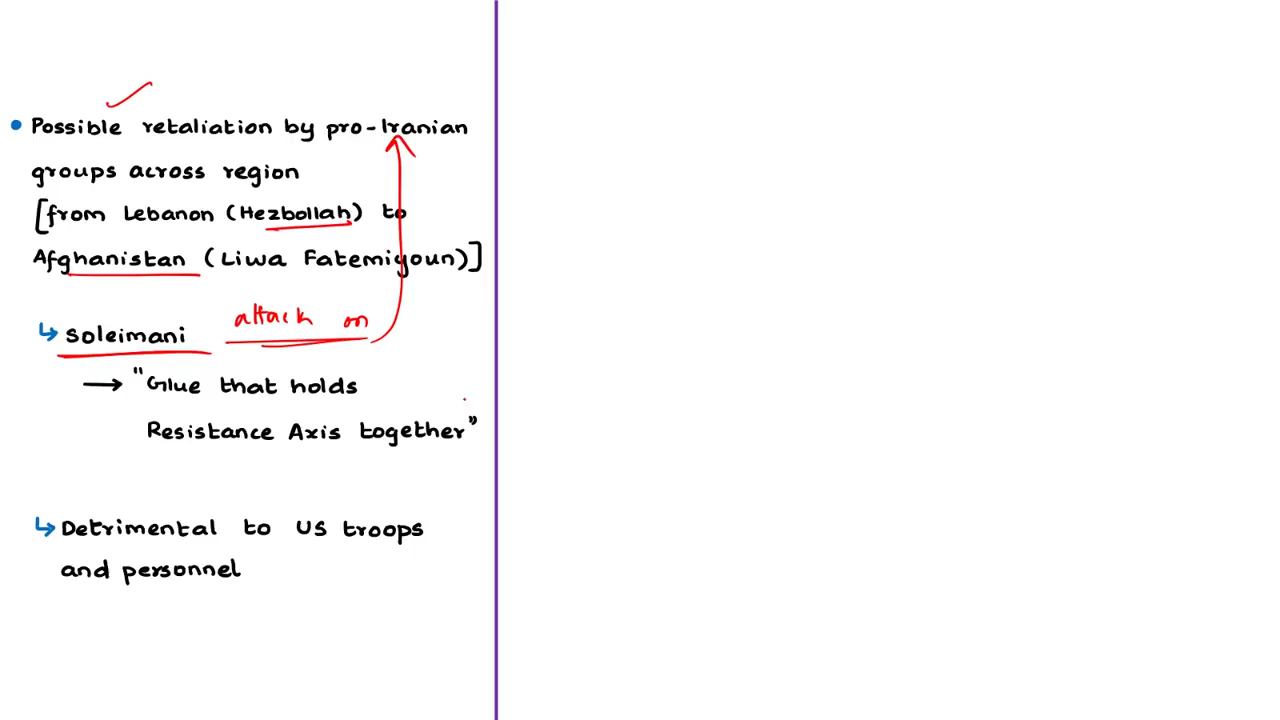 • Possible retaliation by pro-Iranian
groups across region
[from Lebanon (Hezbollah) to
Afghanistan (Liwa Fatemiyoun)]
↳ Soleimani attack on
→ "Glue that holds
Resistance Axis together"
↳ Detrimental to US troops
and personnel